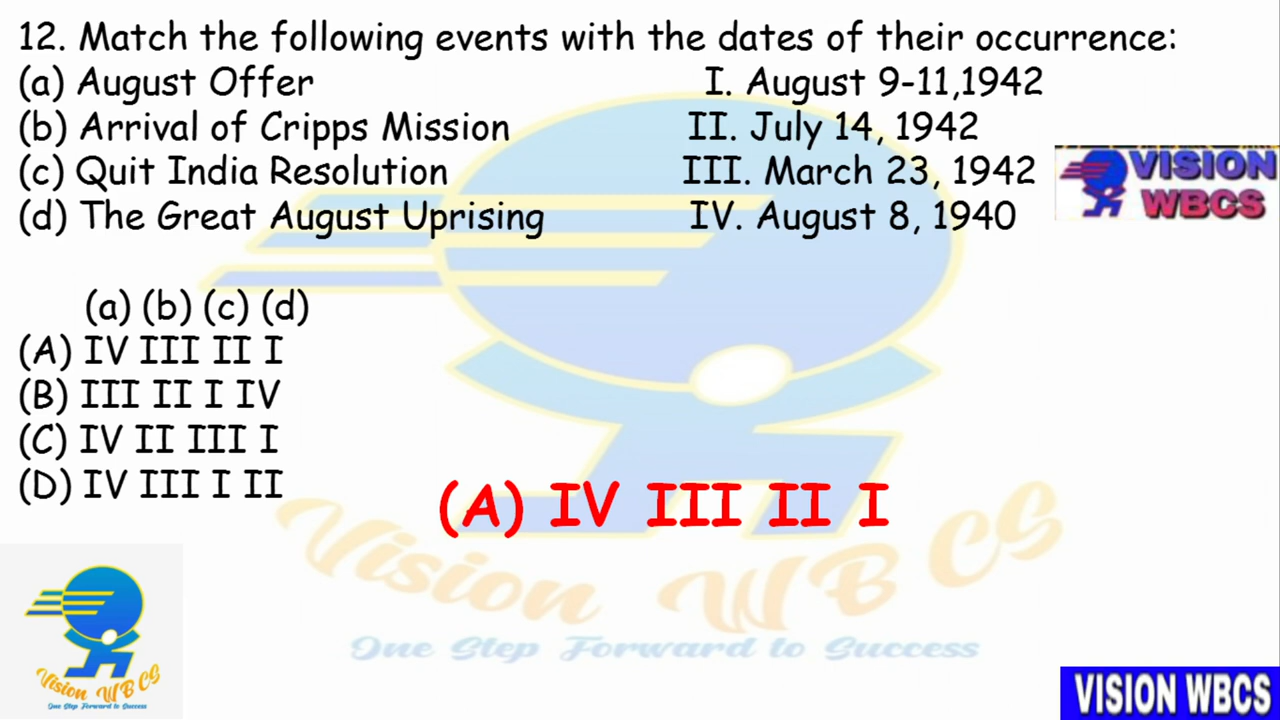 12. Match the following events with the dates of their occurrence:
(a) August Offer I. August 9-11,1942
(b) Arrival of Cripps Mission II. July 14, 1942
(c) Quit India Resolution III. March 23, 1942
(d) The Great August Uprising IV. August 8, 1940
VISION
WBCS
(a) (b) (c) (d)
(A) IV III II I
(B) III II I IV
(C) IV II III I
(D) IV III I II
(A) IV III II I
Vision WBCS
One Step Forward to Success
Vision WBCS
One Step Forward to Success
VISION WBCS